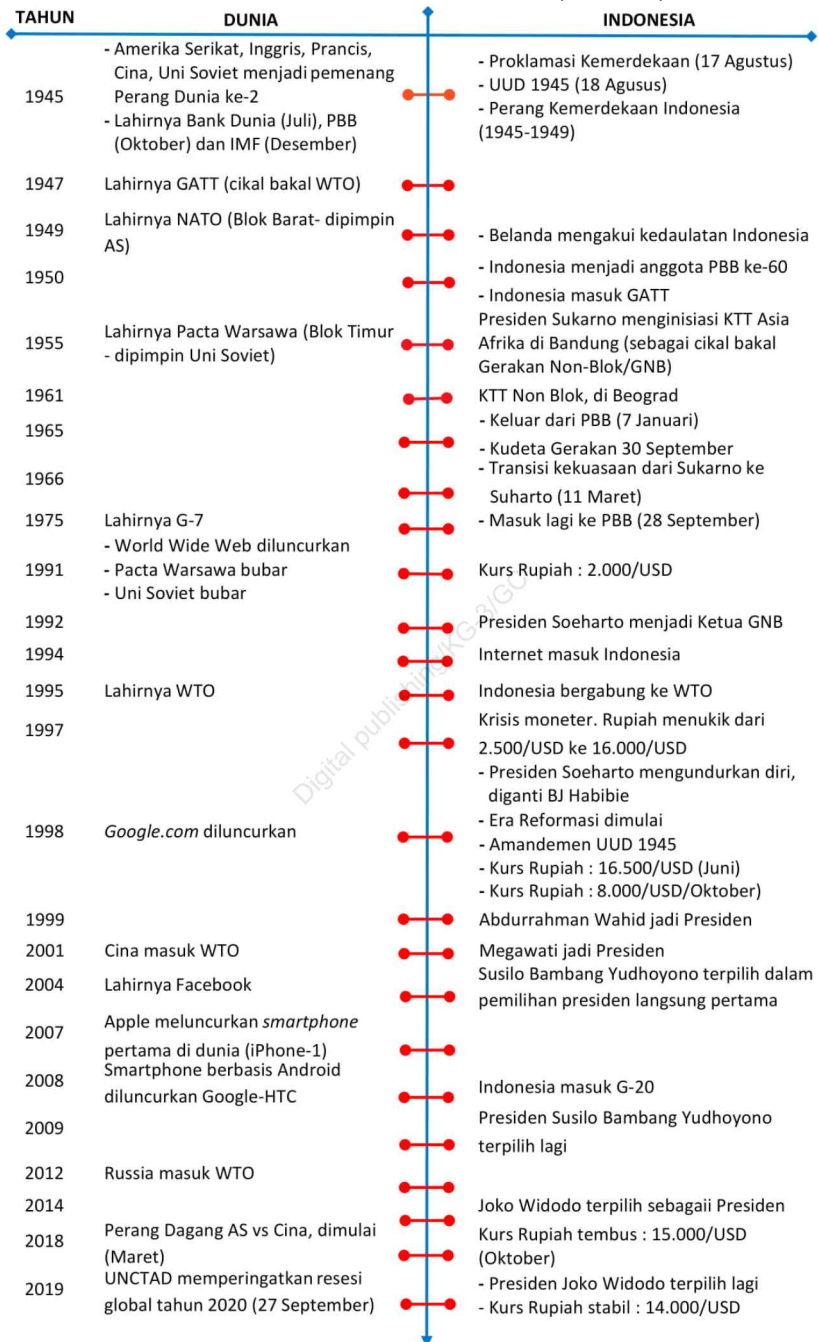 TAHUN DUNIA INDONESIA
1945
- Amerika Serikat, Inggris, Prancis,
Cina, Uni Soviet menjadi pemenang
Perang Dunia ke-2
- Lahirnya Bank Dunia (Juli), PBB
(Oktober) dan IMF (Desember)
- Proklamasi Kemerdekaan (17 Agustus)
- UUD 1945 (18 Agusus)
- Perang Kemerdekaan Indonesia
(1945-1949)
1947
Lahirnya GATT (cikal bakal WTO)
1949
Lahirnya NATO (Blok Barat- dipimpin
AS)
- Belanda mengakui kedaulatan Indonesia
1950
- Indonesia menjadi anggota PBB ke-60
- Indonesia masuk GATT
1955
Lahirnya Pacta Warsawa (Blok Timur
- dipimpin Uni Soviet)
Presiden Sukarno menginisiasi KTT Asia
Afrika di Bandung (sebagai cikal bakal
Gerakan Non-Blok/GNB)
1961
KTT Non Blok, di Beograd
1965
- Keluar dari PBB (7 Januari)
- Kudeta Gerakan 30 September
1966
- Transisi kekuasaan dari Sukarno ke
Suharto (11 Maret)
- Masuk lagi ke PBB (28 September)
1975
Lahirnya G-7
1991
- World Wide Web diluncurkan
- Pacta Warsawa bubar
- Uni Soviet bubar
Kurs Rupiah : 2.000/USD
1992
Presiden Soeharto menjadi Ketua GNB
1994
Internet masuk Indonesia
1995
Lahirnya WTO
Indonesia bergabung ke WTO
1997
Krisis moneter. Rupiah menukik dari
2.500/USD ke 16.000/USD
1998
Google.com diluncurkan
- Presiden Soeharto mengundurkan diri,
diganti BJ Habibie
- Era Reformasi dimulai
- Amandemen UUD 1945
- Kurs Rupiah : 16.500/USD (Juni)
- Kurs Rupiah : 8.000/USD/Oktober)
1999
Abdurrahman Wahid jadi Presiden
2001
Cina masuk WTO
Megawati jadi Presiden
2004
Lahirnya Facebook
Susilo Bambang Yudhoyono terpilih dalam
pemilihan presiden langsung pertama
2007
Apple meluncurkan smartphone
pertama di dunia (iPhone-1)
2008
Smartphone berbasis Android
diluncurkan Google-HTC
Indonesia masuk G-20
2009
Presiden Susilo Bambang Yudhoyono
terpilih lagi
2012
Russia masuk WTO
2014
Joko Widodo terpilih sebagaii Presiden
2018
Perang Dagang AS vs Cina, dimulai
(Maret)
Kurs Rupiah tembus : 15.000/USD
(Oktober)
2019
UNCTAD memperingatkan resesi
global tahun 2020 (27 September)
- Presiden Joko Widodo terpilih lagi
- Kurs Rupiah stabil : 14.000/USD
Digital publishing/KG-3/GC